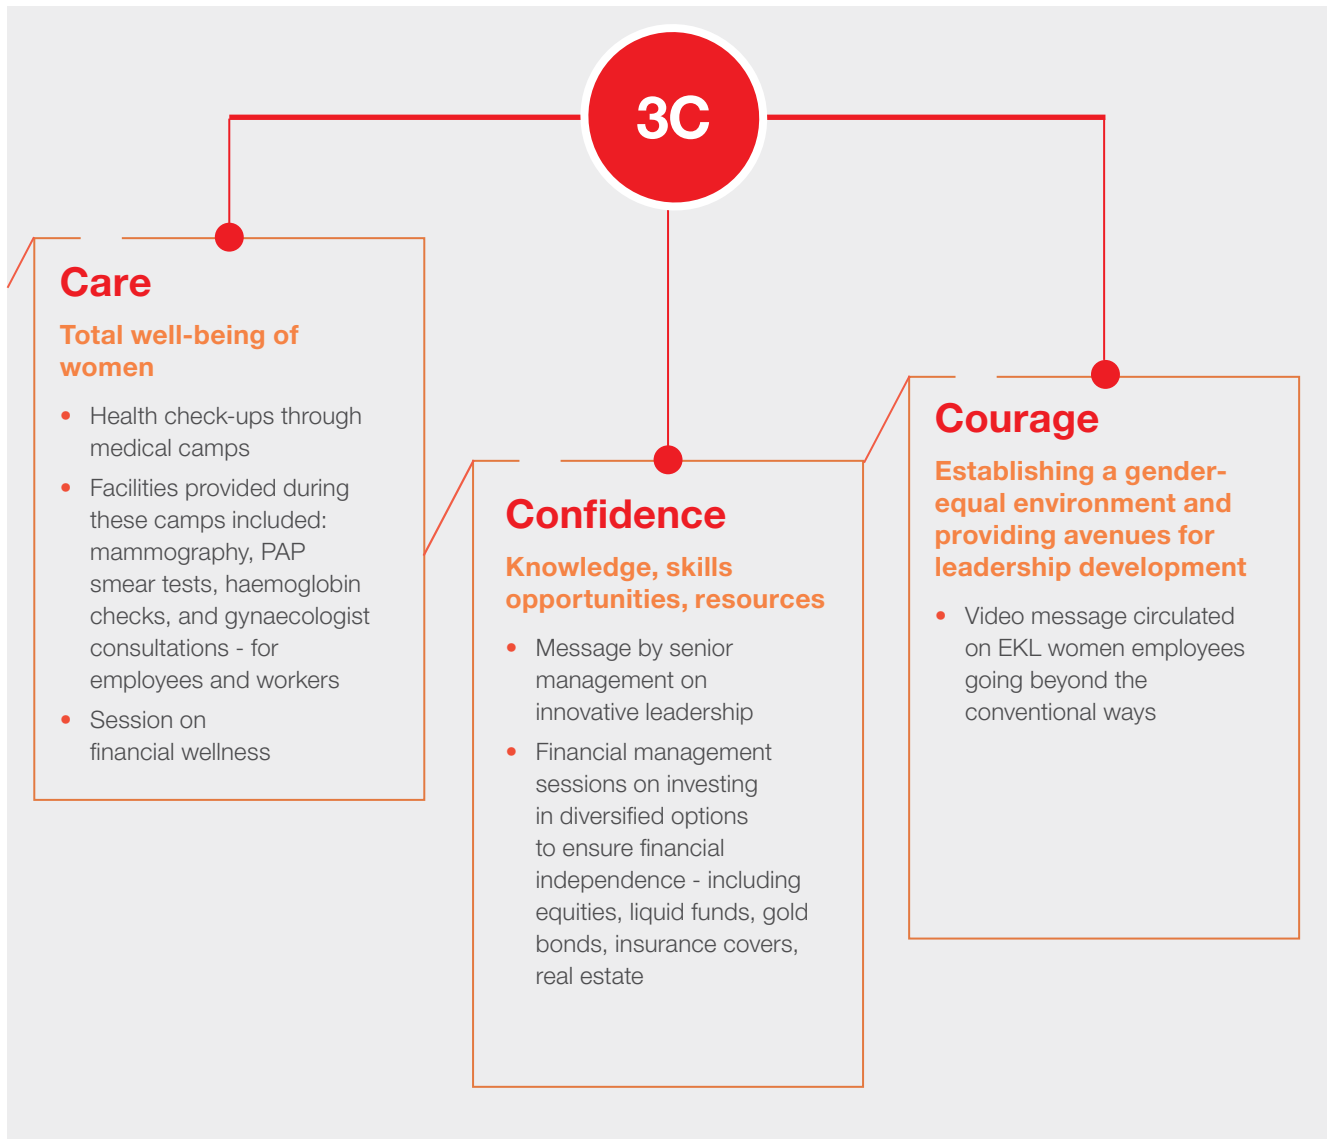 3C
Care
Total well-being of
women
• Health check-ups through
medical camps
• Facilities provided during
these camps included:
mammography, PAP
smear tests, haemoglobin
checks, and gynaecologist
consultations - for
employees and workers
• Session on
financial wellness
Confidence
Knowledge, skills
opportunities, resources
• Message by senior
management on
innovative leadership
• Financial management
sessions on investing
in diversified options
to ensure financial
independence - including
equities, liquid funds, gold
bonds, insurance covers,
real estate
Courage
Establishing a gender-
equal environment and
providing avenues for
leadership development
• Video message circulated
on EKL women employees
going beyond the
conventional ways